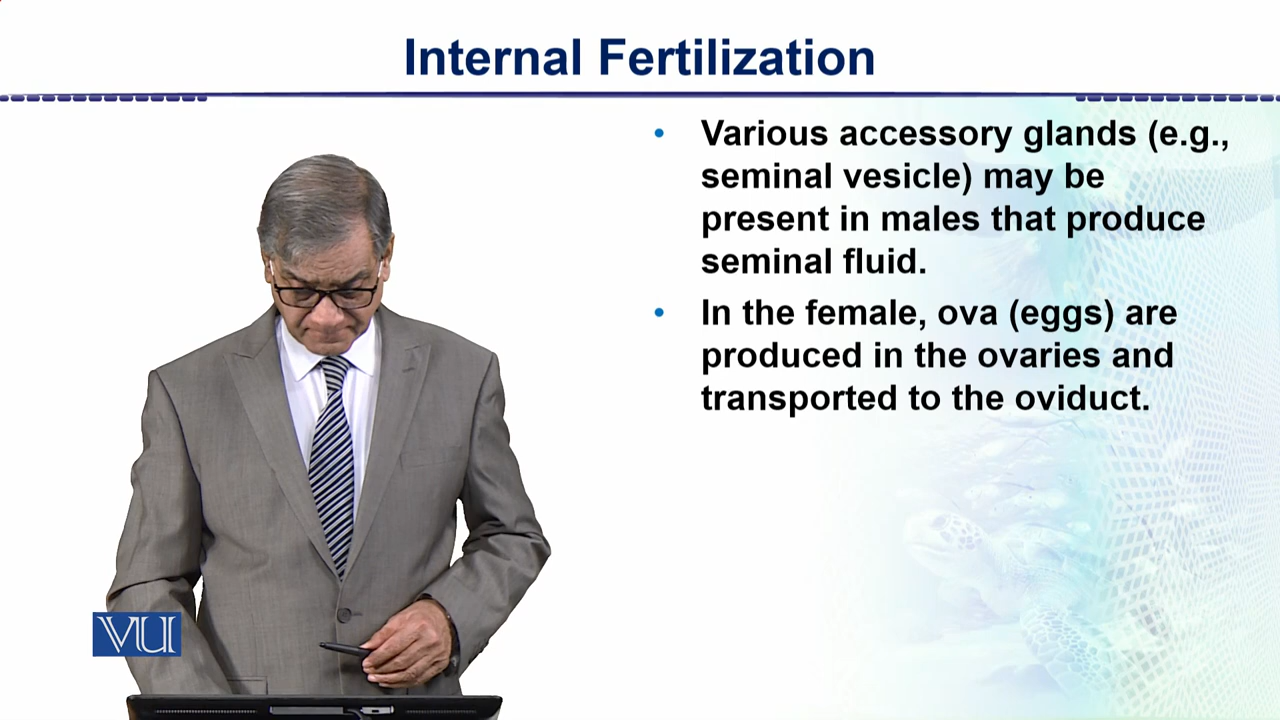 Internal Fertilization
• Various accessory glands (e.g.,
seminal vesicle) may be
present in males that produce
seminal fluid.
• In the female, ova (eggs) are
produced in the ovaries and
transported to the oviduct.
VU